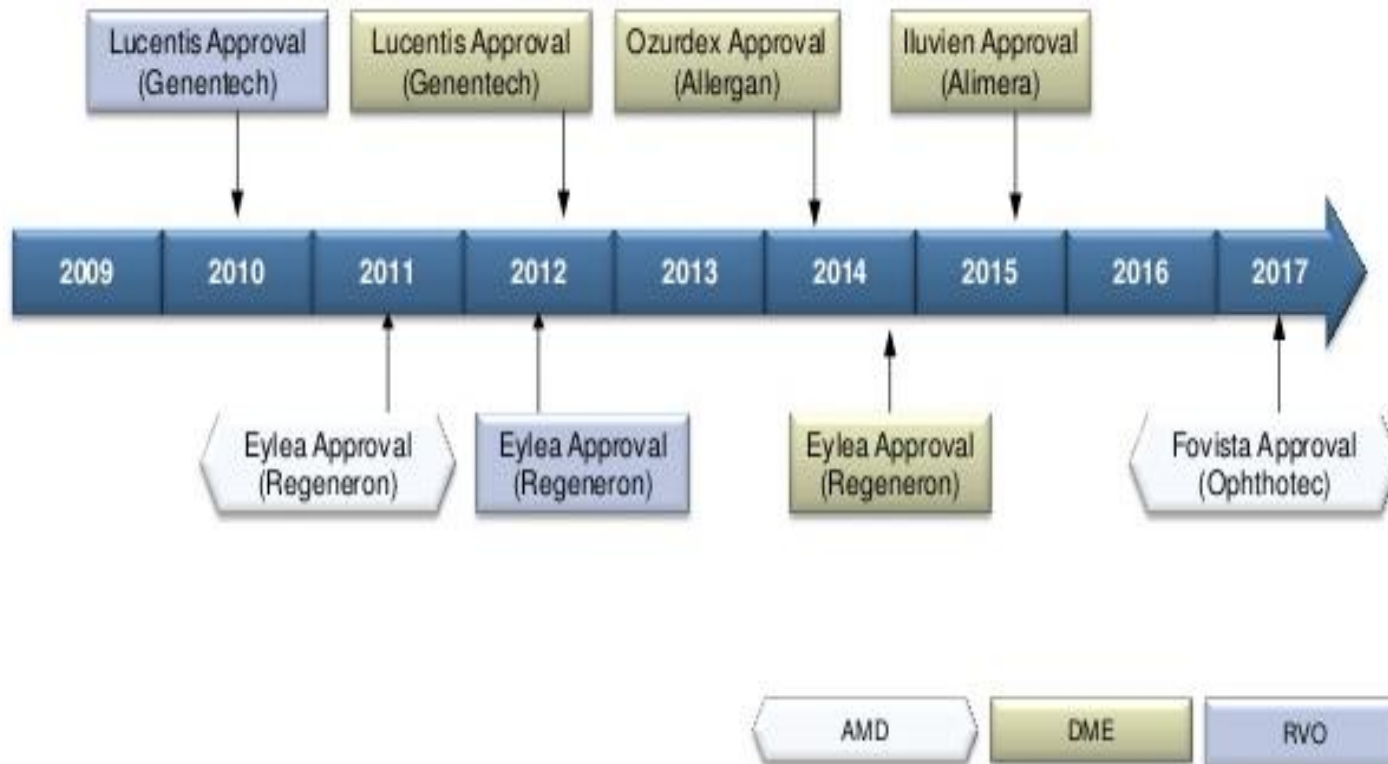 Lucentis Approval
(Genentech)
Lucentis Approval
(Genentech)
Ozurdex Approval
(Allergan)
Iluvien Approval
(Alimera)
2009
2010
2011
2012
2013
2014
2015
2016
2017
Eylea Approval
(Regeneron)
Eylea Approval
(Regeneron)
Eylea Approval
(Regeneron)
Fovista Approval
(Ophthotec)
AMD
DME
RVO